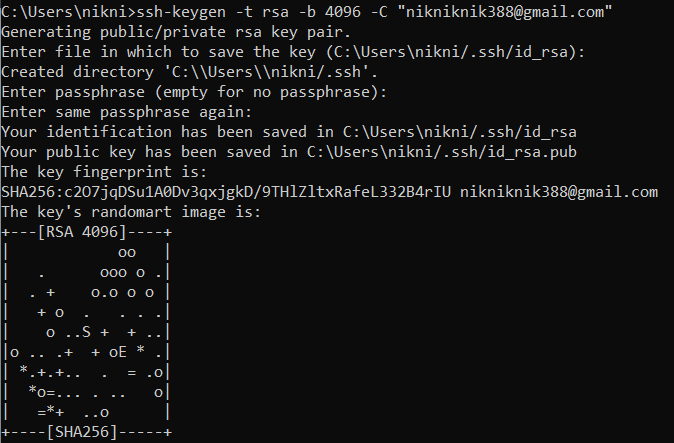 C:\Users\nikni>ssh-keygen -t rsa -b 4096 -C "nikniknik388@gmail.com"
Generating public/private rsa key pair.
Enter file in which to save the key (C:\Users\nikni/.ssh/id_rsa):
Created directory 'C:\\Users\\nikni/.ssh'.
Enter passphrase (empty for no passphrase):
Enter same passphrase again:
Your identification has been saved in C:\Users\nikni/.ssh/id_rsa
Your public key has been saved in C:\Users\nikni/.ssh/id_rsa.pub
The key fingerprint is:
SHA256:c2O7jqDSu1A0Dv3qxjgkD/9THlZltxRafeL332B4rIU nikniknik388@gmail.com
The key's randomart image is:
+---[RSA 4096]----+
|            oo   |
|   .      ooo o .|
|  . +    o.o o o |
|   + o  .   . . .|
|    o ..S +  + ..|
|o .. .+  + oE * .|
| *.+.+..  .  = .o|
|  *o=... . ..   o|
|   =*+  ..o      |
+----[SHA256]-----+